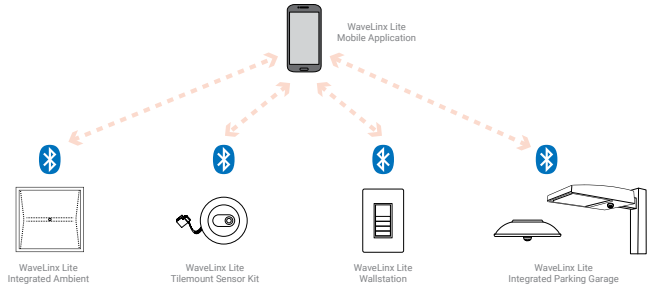 WaveLinx Lite
Mobile Application
WaveLinx Lite
Integrated Ambient
WaveLinx Lite
Tilemount Sensor Kit
WaveLinx Lite
Wallstation
WaveLinx Lite
Integrated Parking Garage